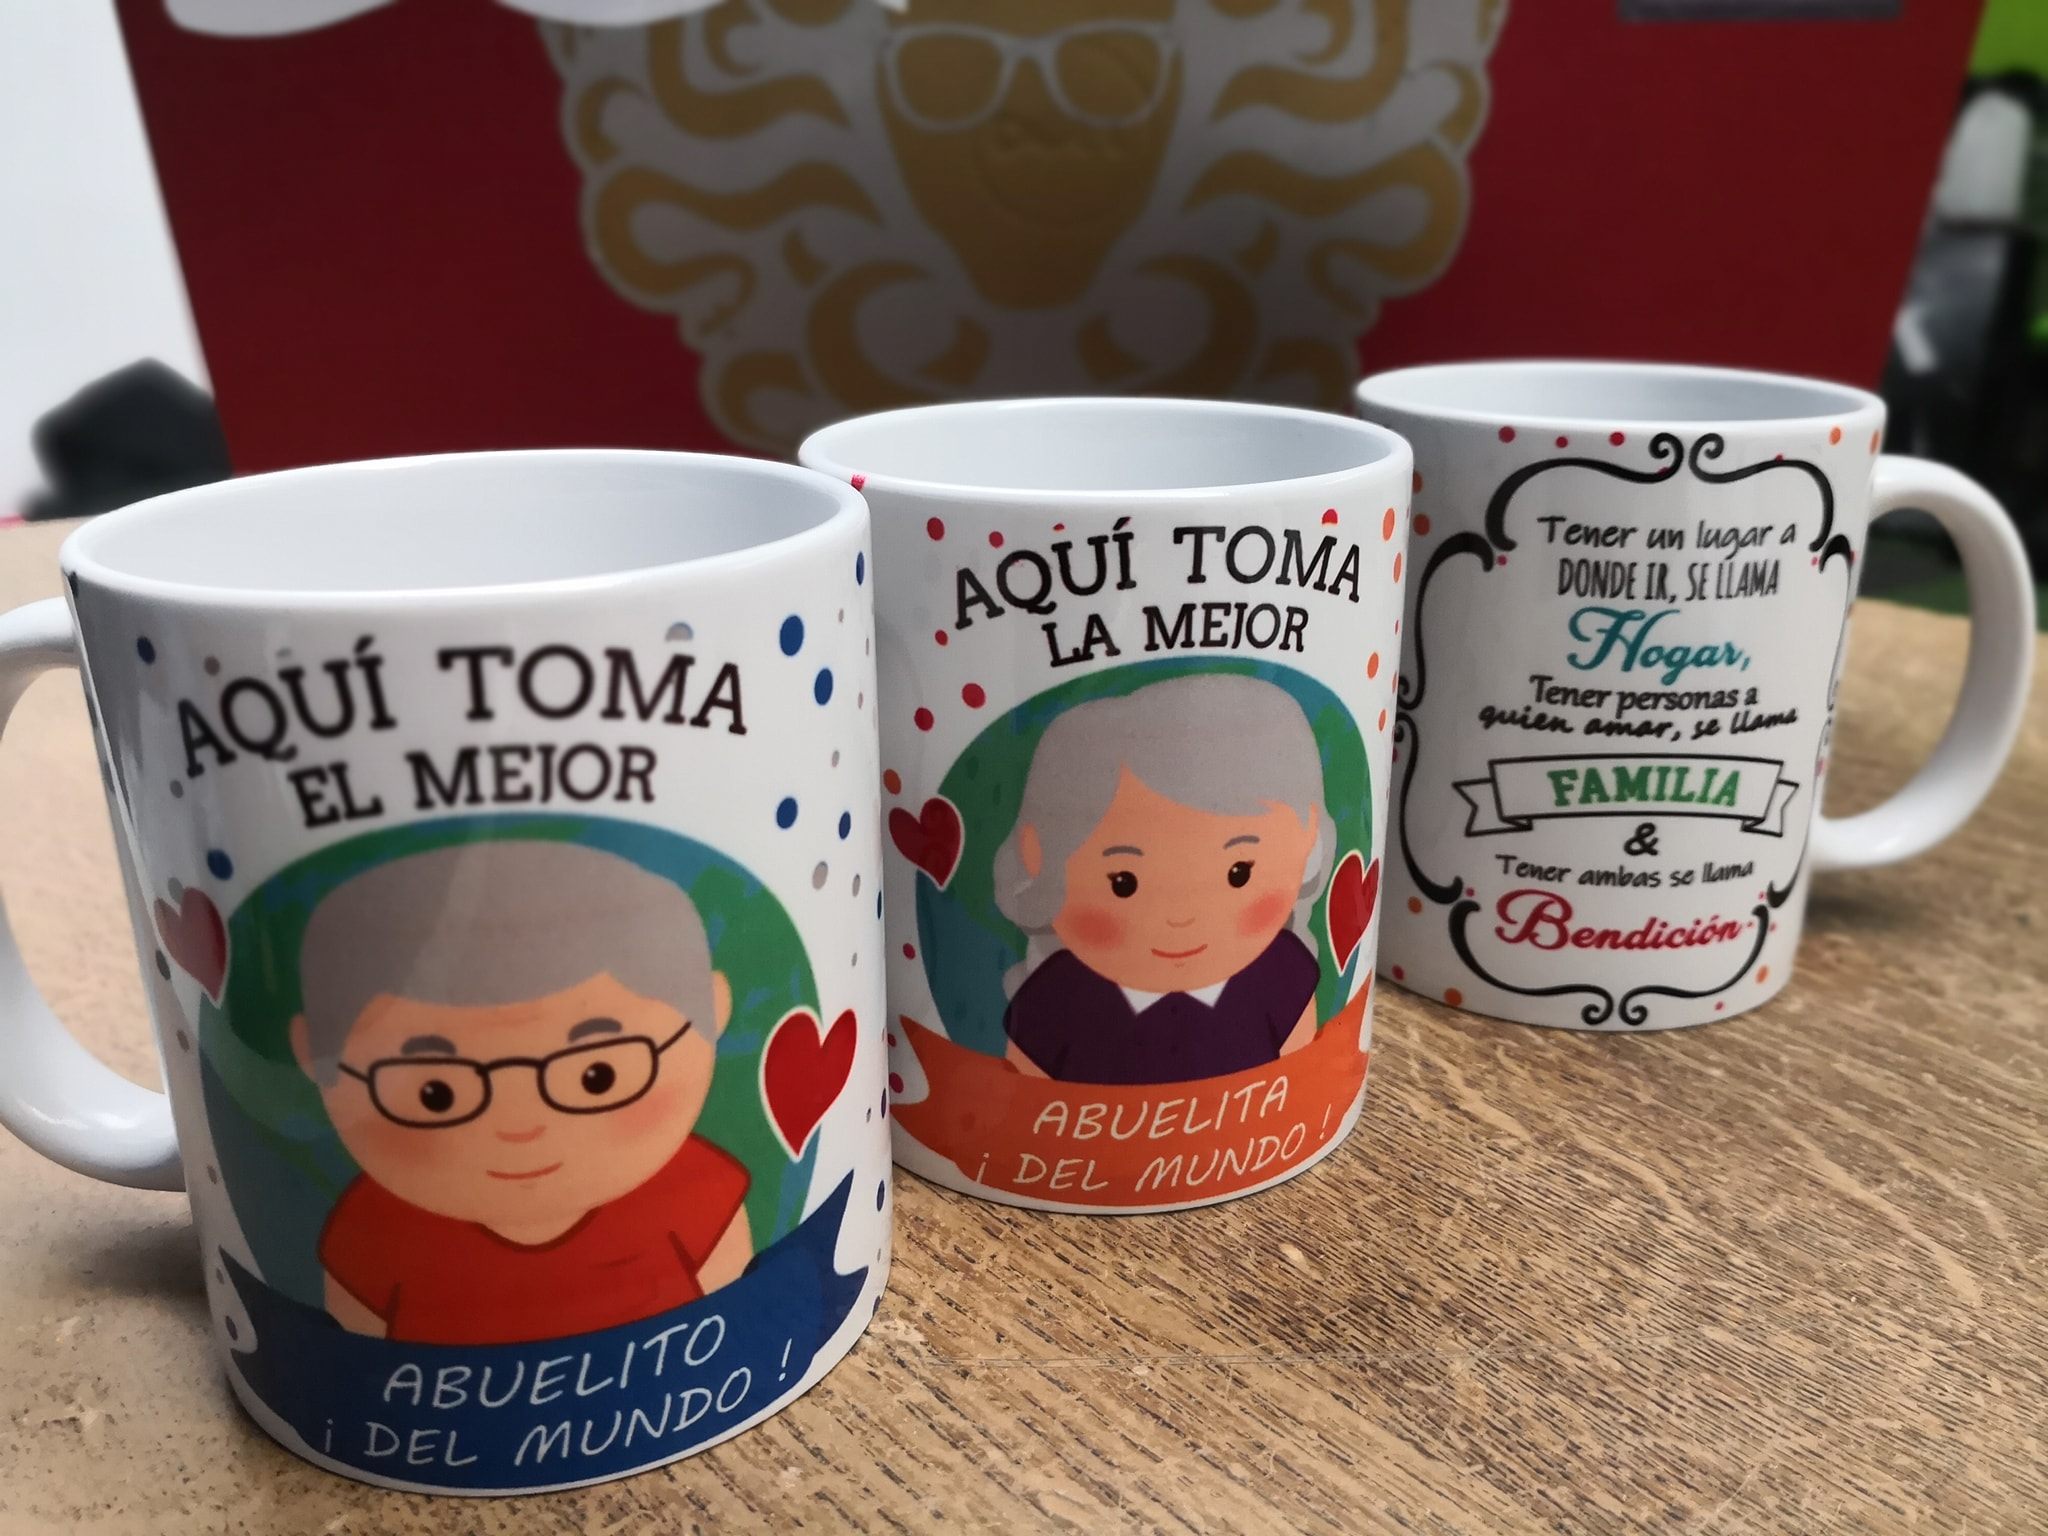 AQUÍ TOMA
EL MEJOR
ABUELITO
¡ DEL MUNDO !
AQUÍ TOMA
LA MEJOR
ABUELITA
¡ DEL MUNDO !
Tener un lugar a
DONDE IR, SE LLAMA
Hogar,
Tener personas a
quien amar, se llama
FAMILIA
&
Tener ambas se llama
Bendición